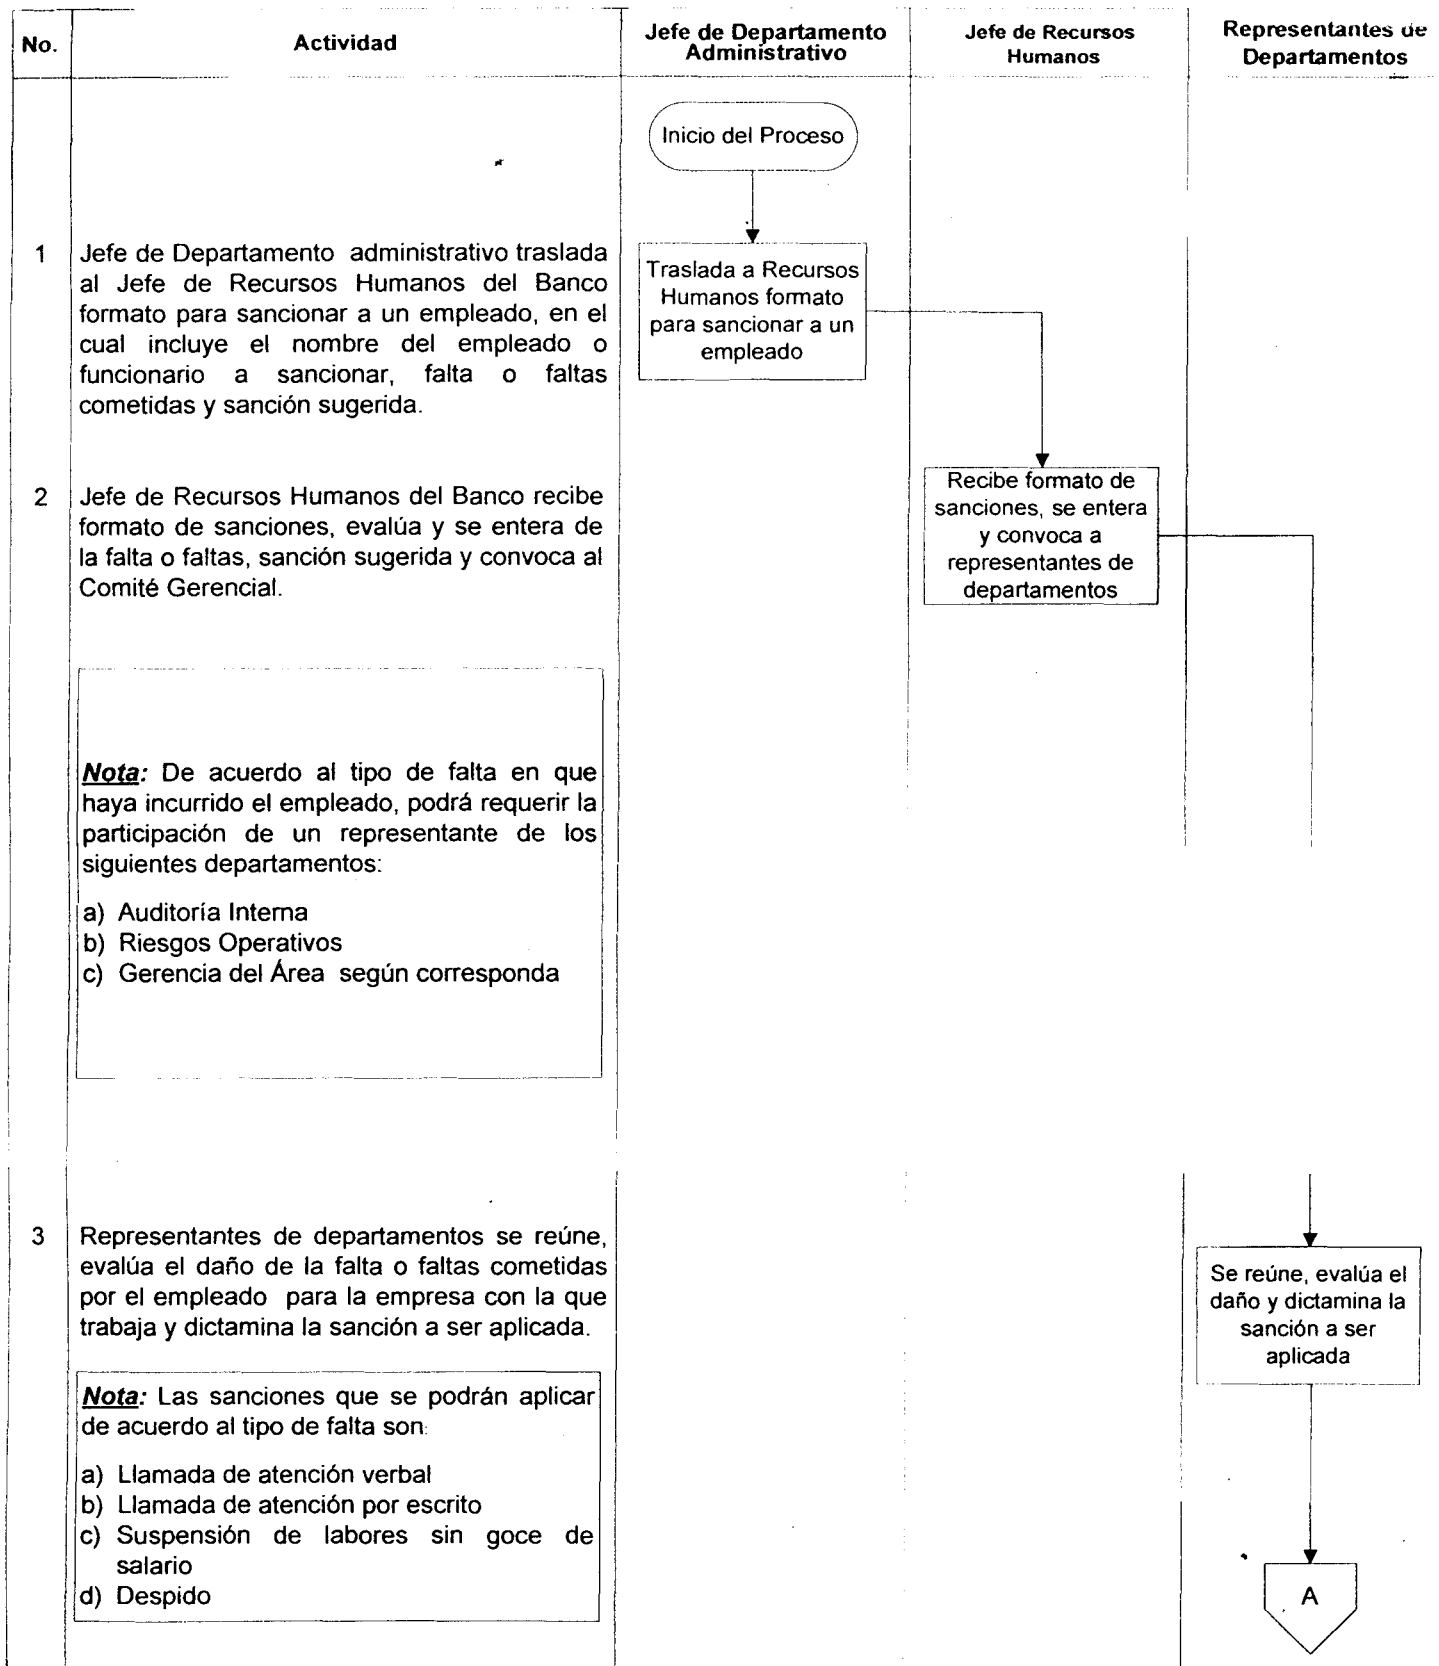 No.
Actividad
Jefe de Departamento
Administrativo
Jefe de Recursos
Humanos
Representantes de
Departamentos
Inicio del Proceso
1
Jefe de Departamento administrativo traslada
al Jefe de Recursos Humanos del Banco
formato para sancionar a un empleado, en el
cual incluye el nombre del empleado o
funcionario a sancionar, falta o faltas
cometidas y sanción sugerida.
Traslada a Recursos
Humanos formato
para sancionar a un
empleado
2
Jefe de Recursos Humanos del Banco recibe
formato de sanciones, evalúa y se entera de
la falta o faltas, sanción sugerida y convoca al
Comité Gerencial.
Recibe formato de
sanciones, se entera
y convoca a
representantes de
departamentos
Nota: De acuerdo al tipo de falta en que
haya incurrido el empleado, podrá requerir la
participación de un representante de los
siguientes departamentos:
a) Auditoría Interna
b) Riesgos Operativos
c) Gerencia del Área según corresponda
3
Representantes de departamentos se reúne,
evalúa el daño de la falta o faltas cometidas
por el empleado para la empresa con la que
trabaja y dictamina la sanción a ser aplicada.
Se reúne, evalúa el
daño y dictamina la
sanción a ser
aplicada
Nota: Las sanciones que se podrán aplicar
de acuerdo al tipo de falta son:
a) Llamada de atención verbal
b) Llamada de atención por escrito
c) Suspensión de labores sin goce de
salario
d) Despido
A